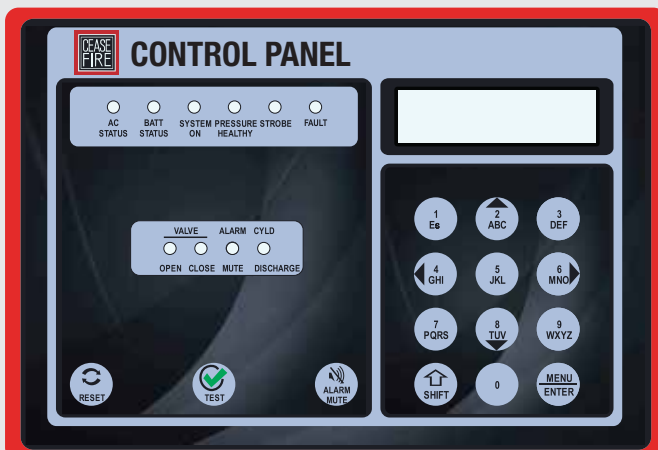 CEASE
FIRE
CONTROL PANEL
AC
STATUS
BATT
STATUS
SYSTEM
ON
PRESSURE
HEALTHY
STROBE
FAULT
VALVE
ALARM
CYLD
OPEN
CLOSE
MUTE
DISCHARGE
RESET
TEST
ALARM
MUTE
1
Es
2
ABC
3
DEF
4
GHI
5
JKL
6
MNO
7
PQRS
8
TUV
9
WXYZ
SHIFT
0
MENU
ENTER